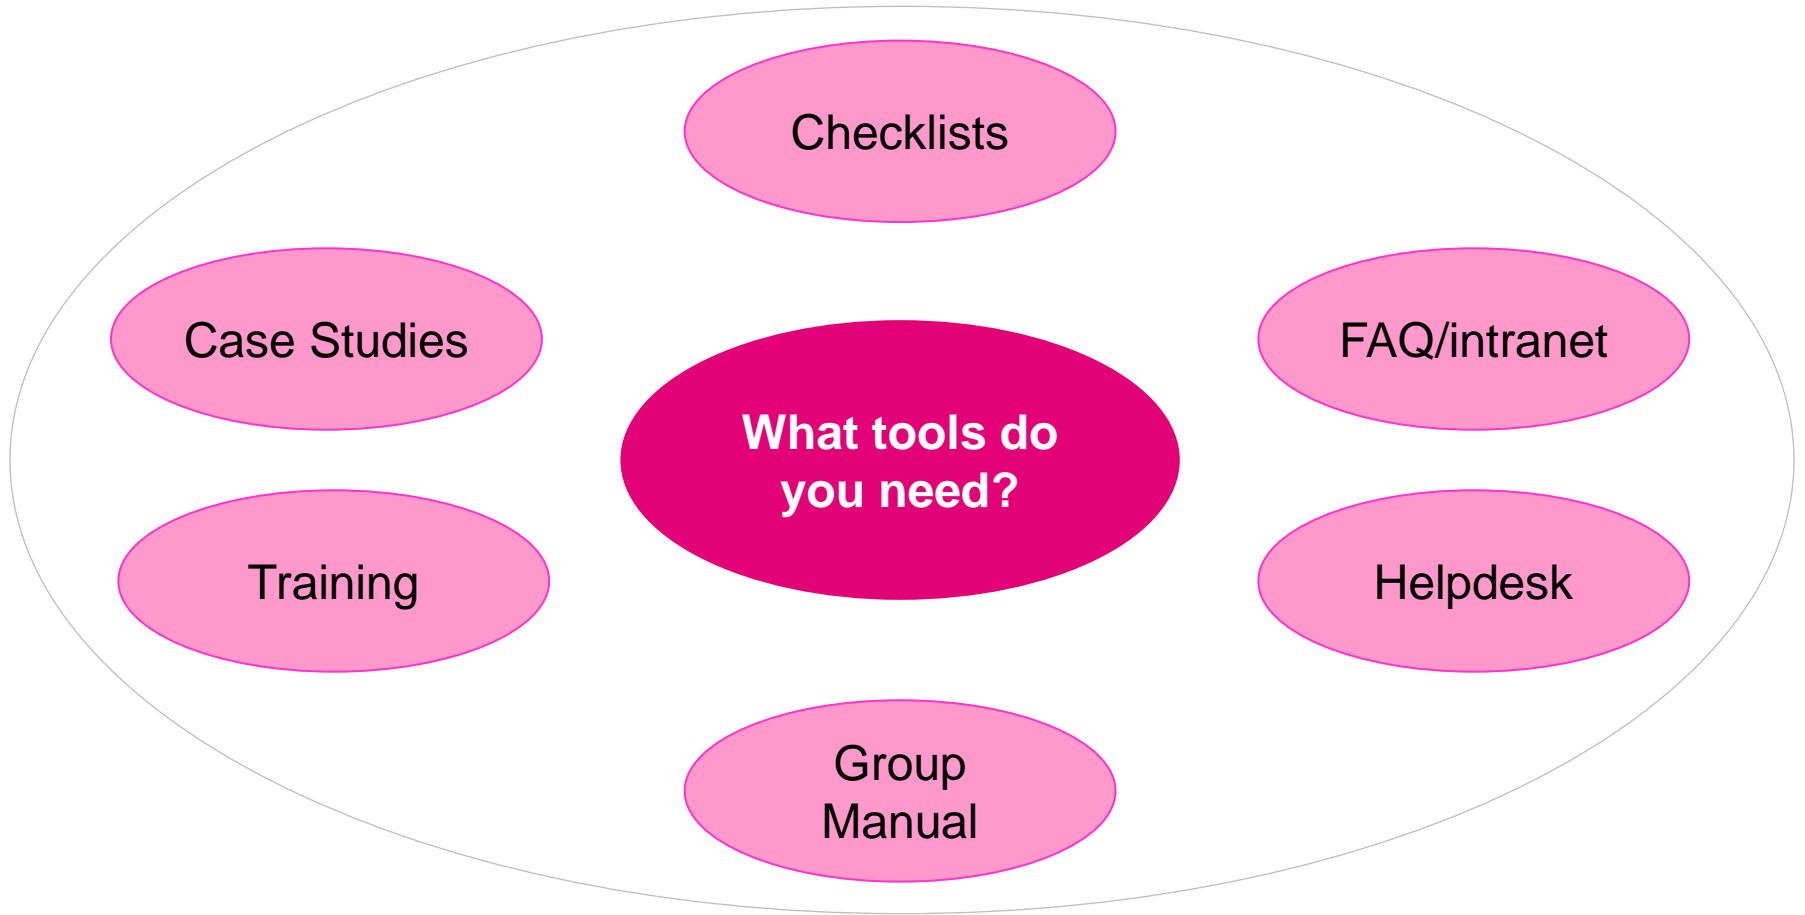 Checklists
Case Studies
FAQ/intranet
What tools do
you need?
Training
Helpdesk
Group
Manual